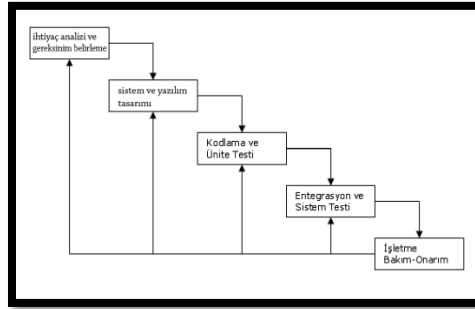 ihtiyaç analizi ve
gereksinim belirleme
sistem ve yazılım
tasarımı
Kodlama ve
Ünite Testi
Entegrasyon ve
Sistem Testi
İşletme
Bakım-Onarım